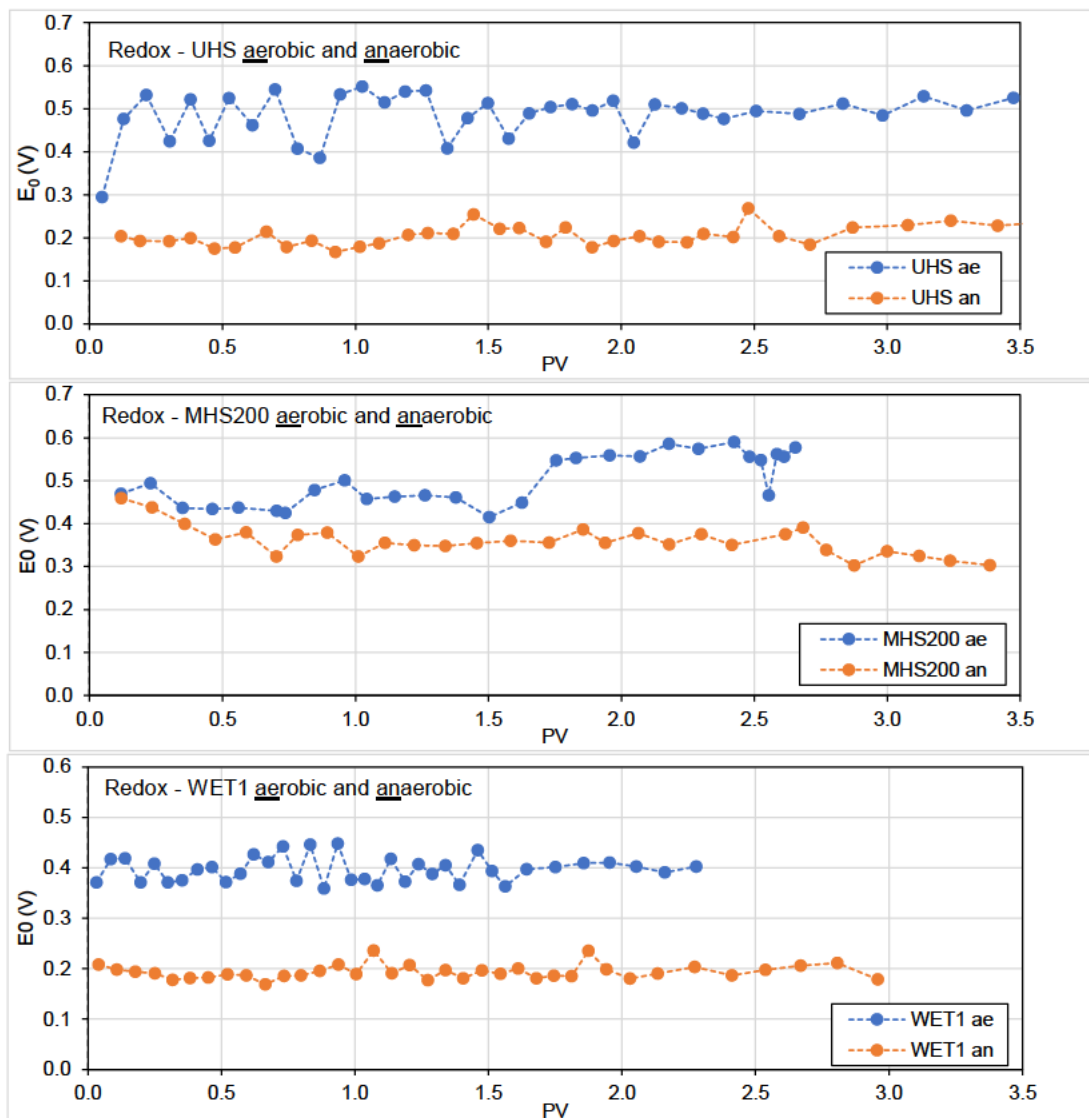 Redox - UHS aerobic and anaerobic
0.7
0.6
0.5
0.4
0.3
0.2
0.1
0.0
E0 (V)
UHS ae
UHS an
0.0 0.5 1.0 1.5 2.0 2.5 3.0 3.5
PV
Redox - MHS200 aerobic and anaerobic
0.7
0.6
0.5
0.4
0.3
0.2
0.1
0.0
E0 (V)
MHS200 ae
MHS200 an
0.0 0.5 1.0 1.5 2.0 2.5 3.0 3.5
PV
Redox - WET1 aerobic and anaerobic
0.6
0.5
0.4
0.3
0.2
0.1
0.0
E0 (V)
WET1 ae
WET1 an
0.0 0.5 1.0 1.5 2.0 2.5 3.0 3.5
PV